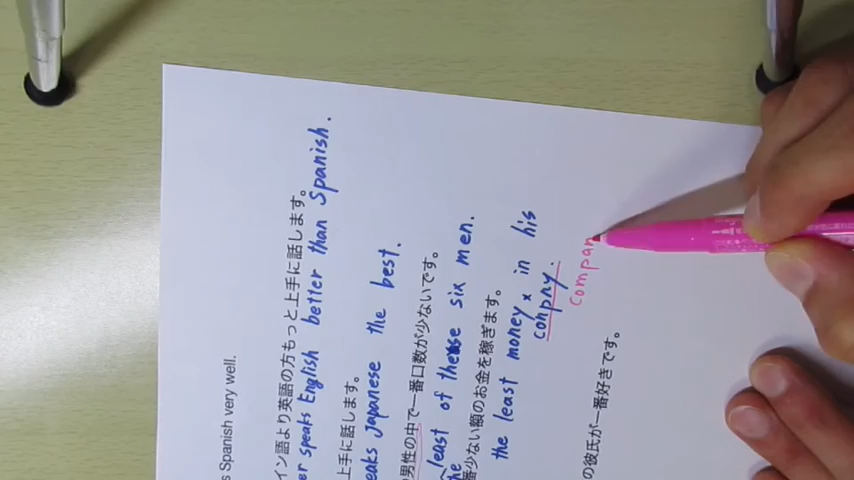 s Spanish very well.
イン語より英語の方もっと上手に話します。
er speaks English better than Spanish.
上手に話します。
eaks Japanese the best.
の男性の中で一番口数が少ないです。
least of these six men.
番少ない額のお金を稼ぎます。
the least money x in his
conpny.
compan
の彼氏が一番好きです。